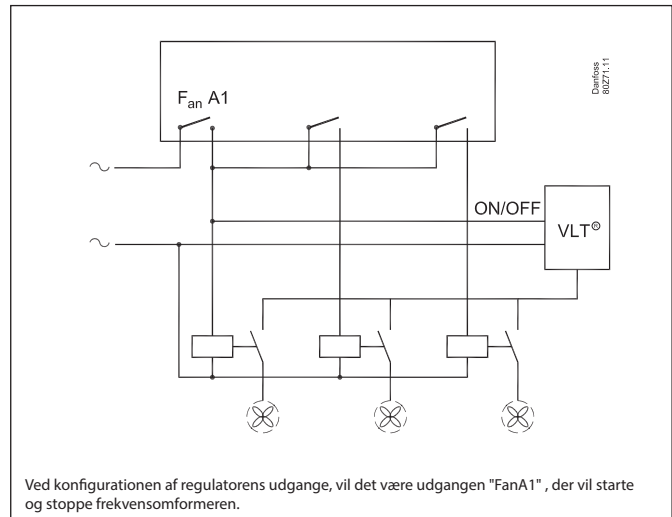 Danfoss
80Z71.11
Fan A1
ON/OFF
VLT®
Ved konfigurationen af regulatorens udgange, vil det være udgangen "FanA1" , der vil starte
og stoppe frekvensomformeren.